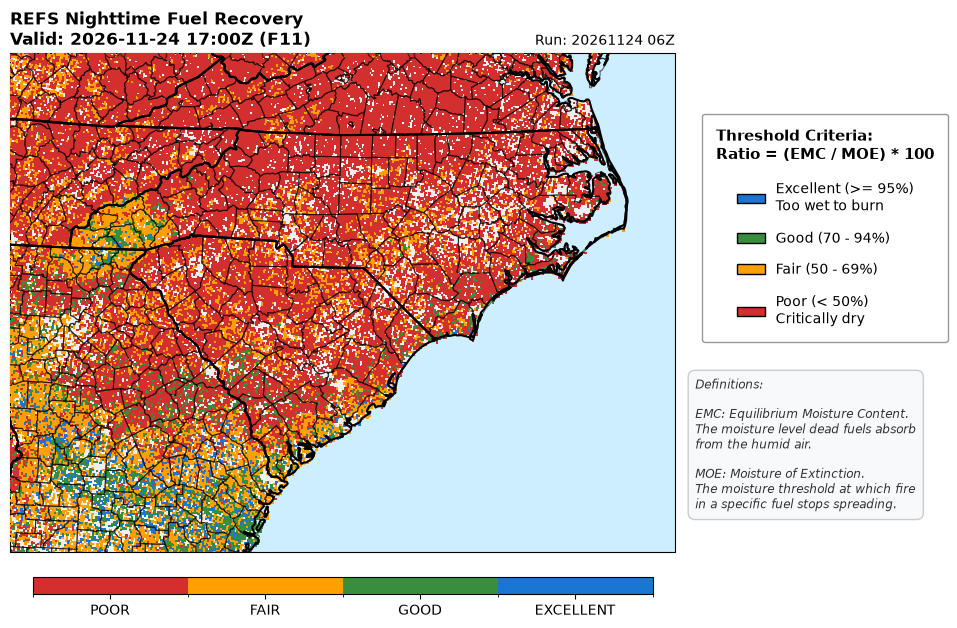 REFS Nighttime Fuel Recovery
Valid: 2026-11-24 17:00Z (F11)
Run: 20261124 06Z
Threshold Criteria:
Ratio = (EMC / MOE) * 100
Excellent (>= 95%)
Too wet to burn
Good (70 - 94%)
Fair (50 - 69%)
Poor (< 50%)
Critically dry
Definitions:
EMC: Equilibrium Moisture Content.
The moisture level dead fuels absorb
from the humid air.
MOE: Moisture of Extinction.
The moisture threshold at which fire
in a specific fuel stops spreading.
POOR
FAIR
GOOD
EXCELLENT